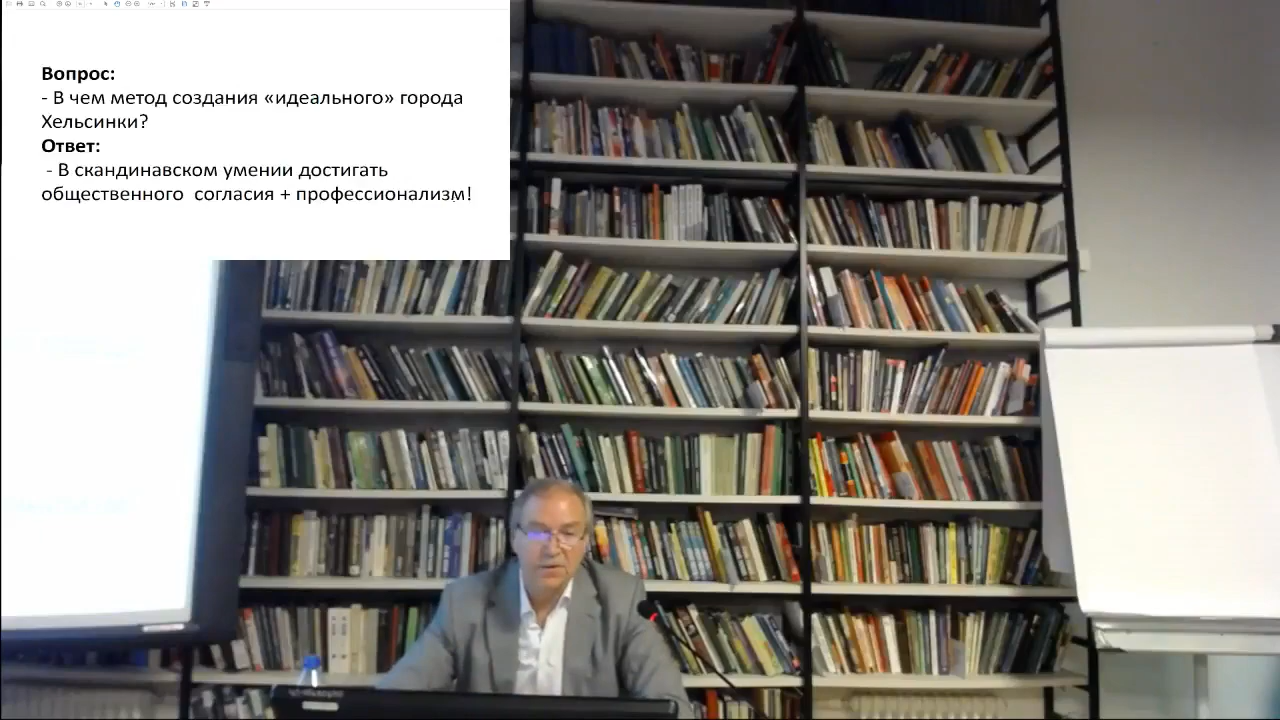 Вопрос:
- В чем метод создания «идеального» города
Хельсинки?
Ответ:
- В скандинавском умении достигать
общественного согласия + профессионализм!